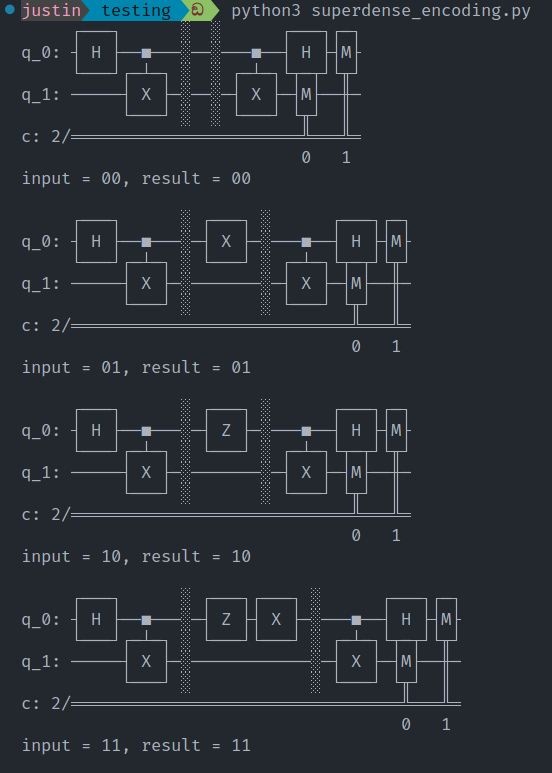 justin testing ඩ python3 superdense_encoding.py
q_0: H ■ ■ H M
q_1: X X M
c: 2/
0 1
input = 00, result = 00
q_0: H ■ X ■ H M
q_1: X X M
c: 2/
0 1
input = 01, result = 01
q_0: H ■ Z ■ H M
q_1: X X M
c: 2/
0 1
input = 10, result = 10
q_0: H ■ Z X ■ H M
q_1: X X M
c: 2/
0 1
input = 11, result = 11